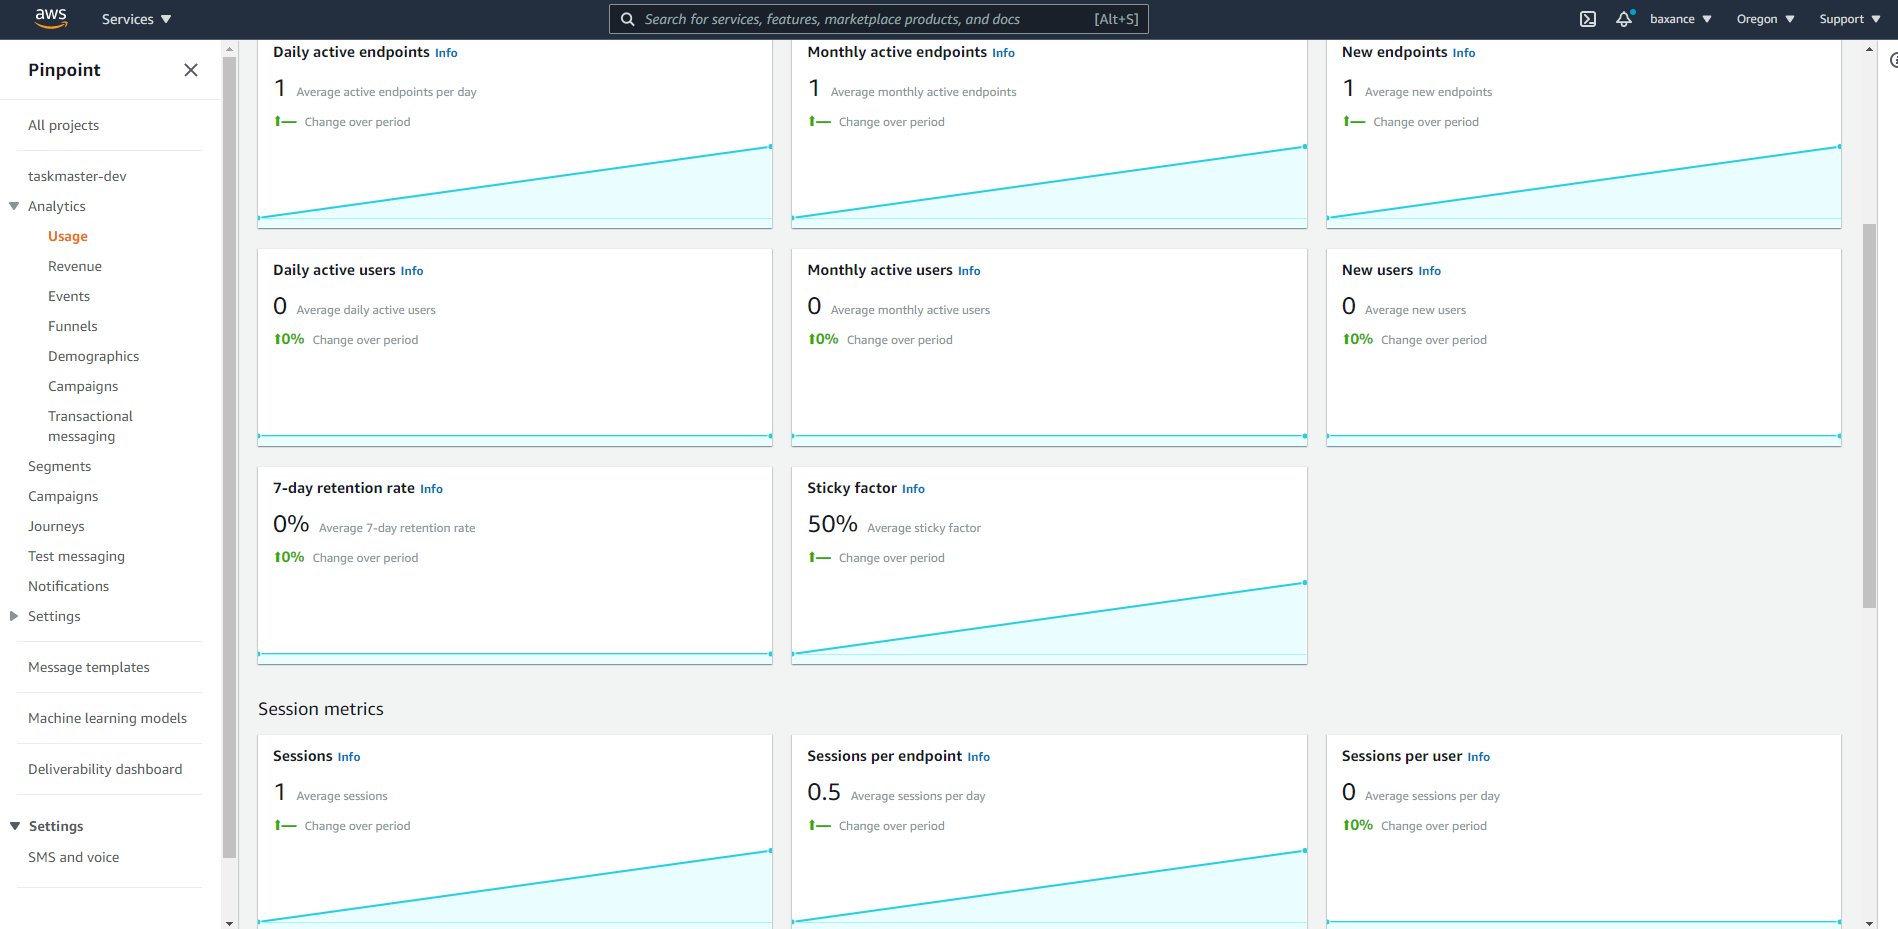 aws
Services
Search for services, features, marketplace products, and docs
[Alt+S]
baxance
Oregon
Support
Pinpoint
All projects
taskmaster-dev
Analytics
Usage
Revenue
Events
Funnels
Demographics
Campaigns
Transactional
messaging
Segments
Campaigns
Journeys
Test messaging
Notifications
Settings
Message templates
Machine learning models
Deliverability dashboard
Settings
SMS and voice
Daily active endpoints Info
1 Average active endpoints per day
Change over period
Monthly active endpoints Info
1 Average monthly active endpoints
Change over period
New endpoints Info
1 Average new endpoints
Change over period
Daily active users Info
0 Average daily active users
0% Change over period
Monthly active users Info
0 Average monthly active users
0% Change over period
New users Info
0 Average new users
0% Change over period
7-day retention rate Info
0% Average 7-day retention rate
0% Change over period
Sticky factor Info
50% Average sticky factor
Change over period
Session metrics
Sessions Info
1 Average sessions
Change over period
Sessions per endpoint Info
0.5 Average sessions per day
Change over period
Sessions per user Info
0 Average sessions per day
0% Change over period